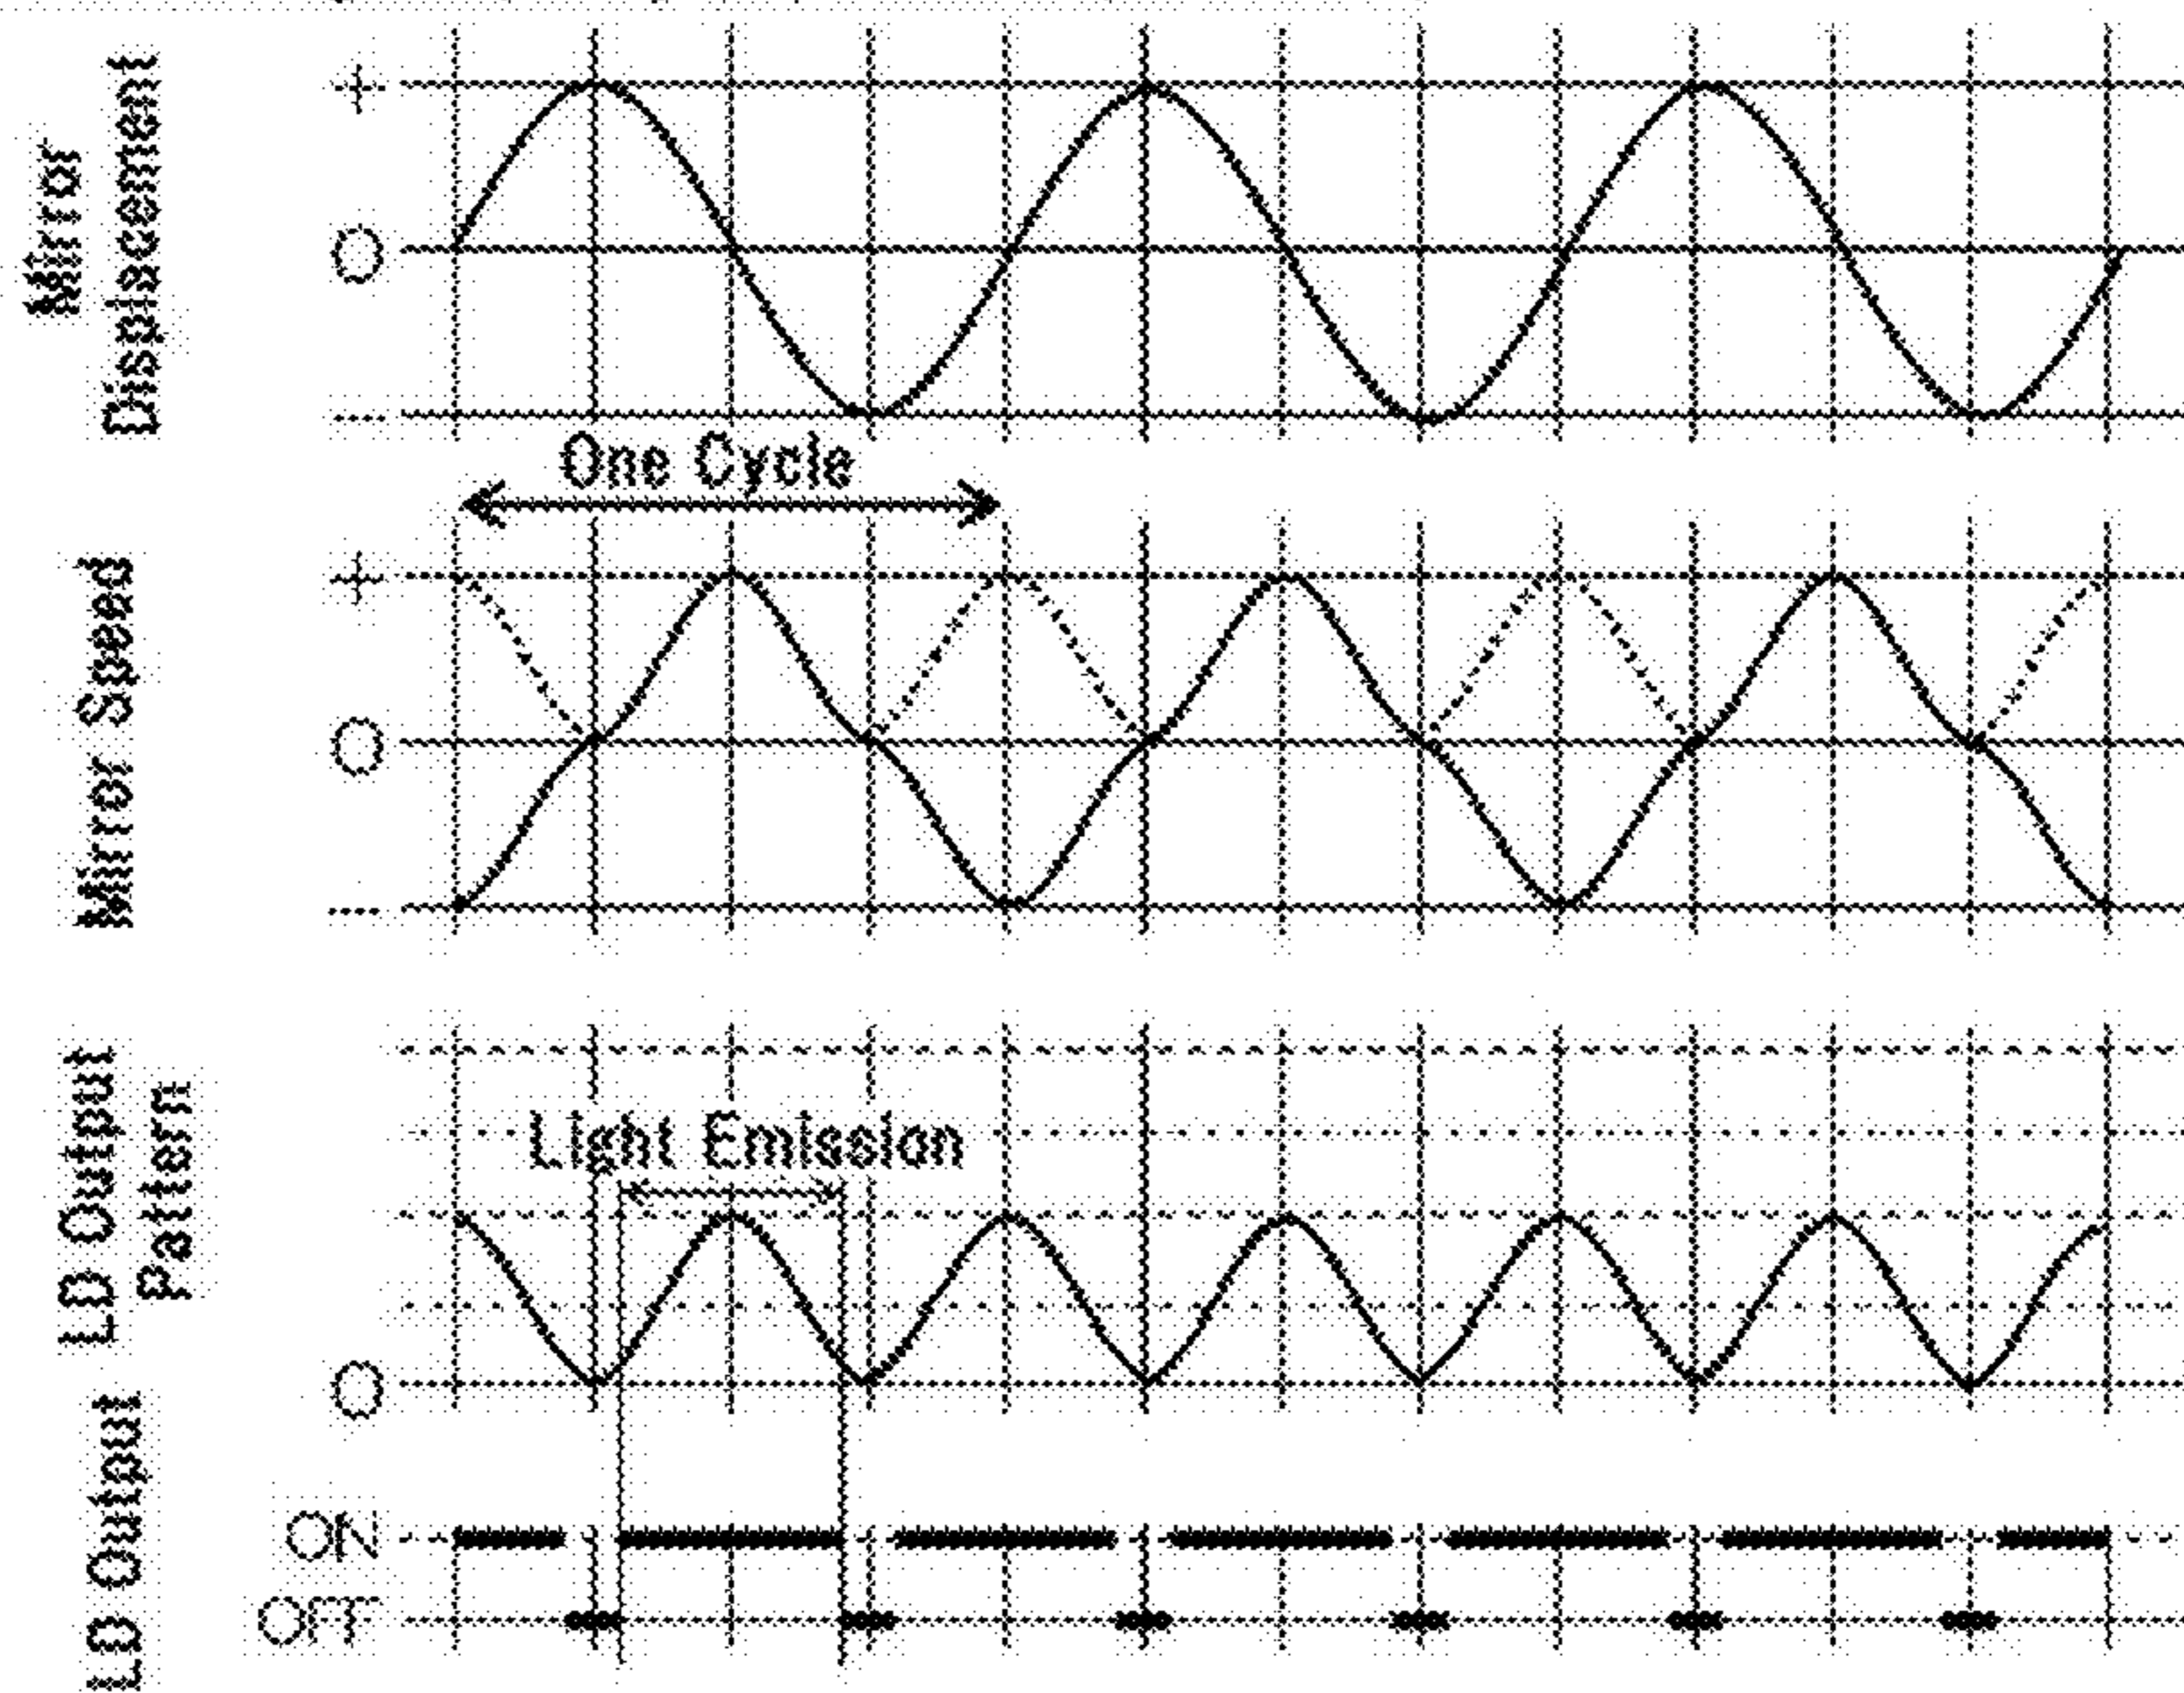 Mirror
Displacement
+
O
-
One Cycle
Mirror Speed
+
O
-
LD Output
Pattern
Light Emission
O
LD Output
ON
OFF